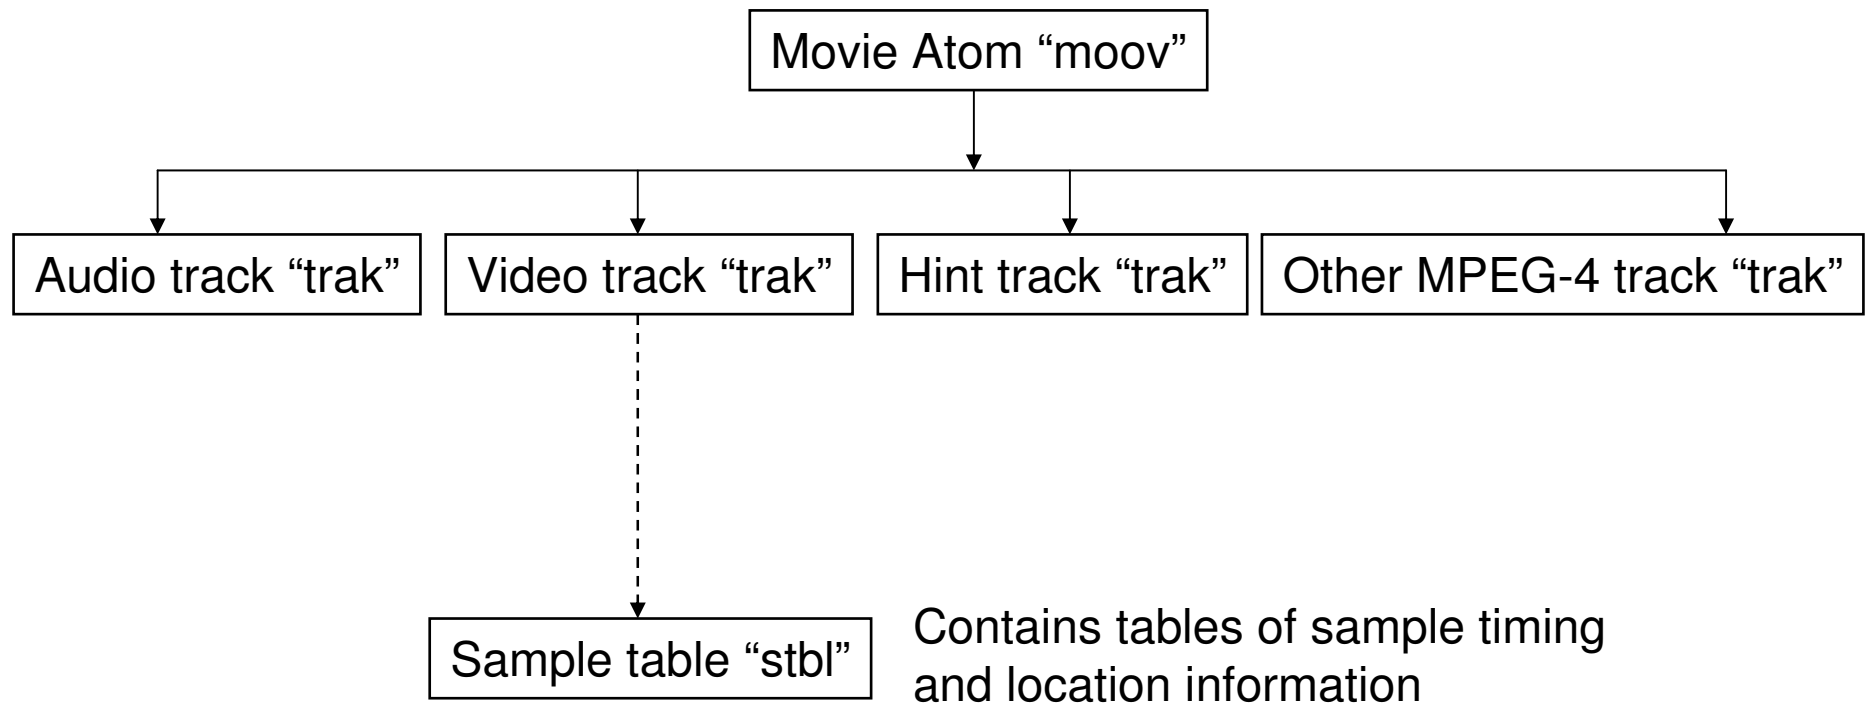 Movie Atom “moov”
Audio track “trak”
Video track “trak”
Hint track “trak”
Other MPEG-4 track “trak”
Sample table “stbl”
Contains tables of sample timing
and location information